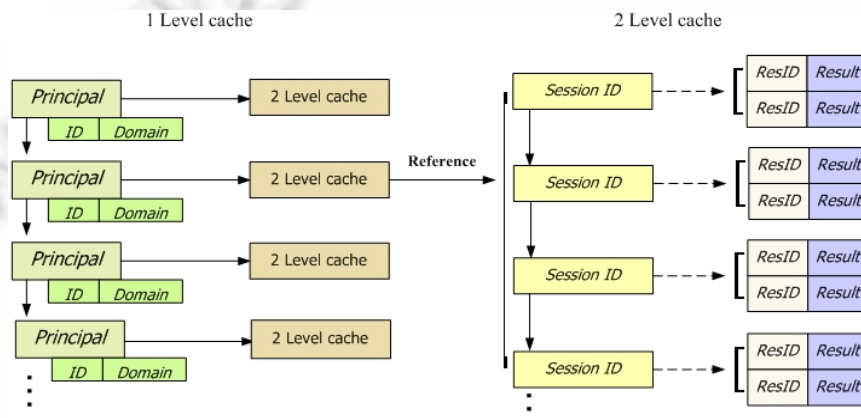 1 Level cache
2 Level cache
Principal
ID Domain
2 Level cache
Principal
ID Domain
2 Level cache
Principal
ID Domain
2 Level cache
Principal
ID Domain
2 Level cache
Reference
Session ID
ResID Result
ResID Result
Session ID
ResID Result
ResID Result
Session ID
ResID Result
ResID Result
Session ID
ResID Result
ResID Result